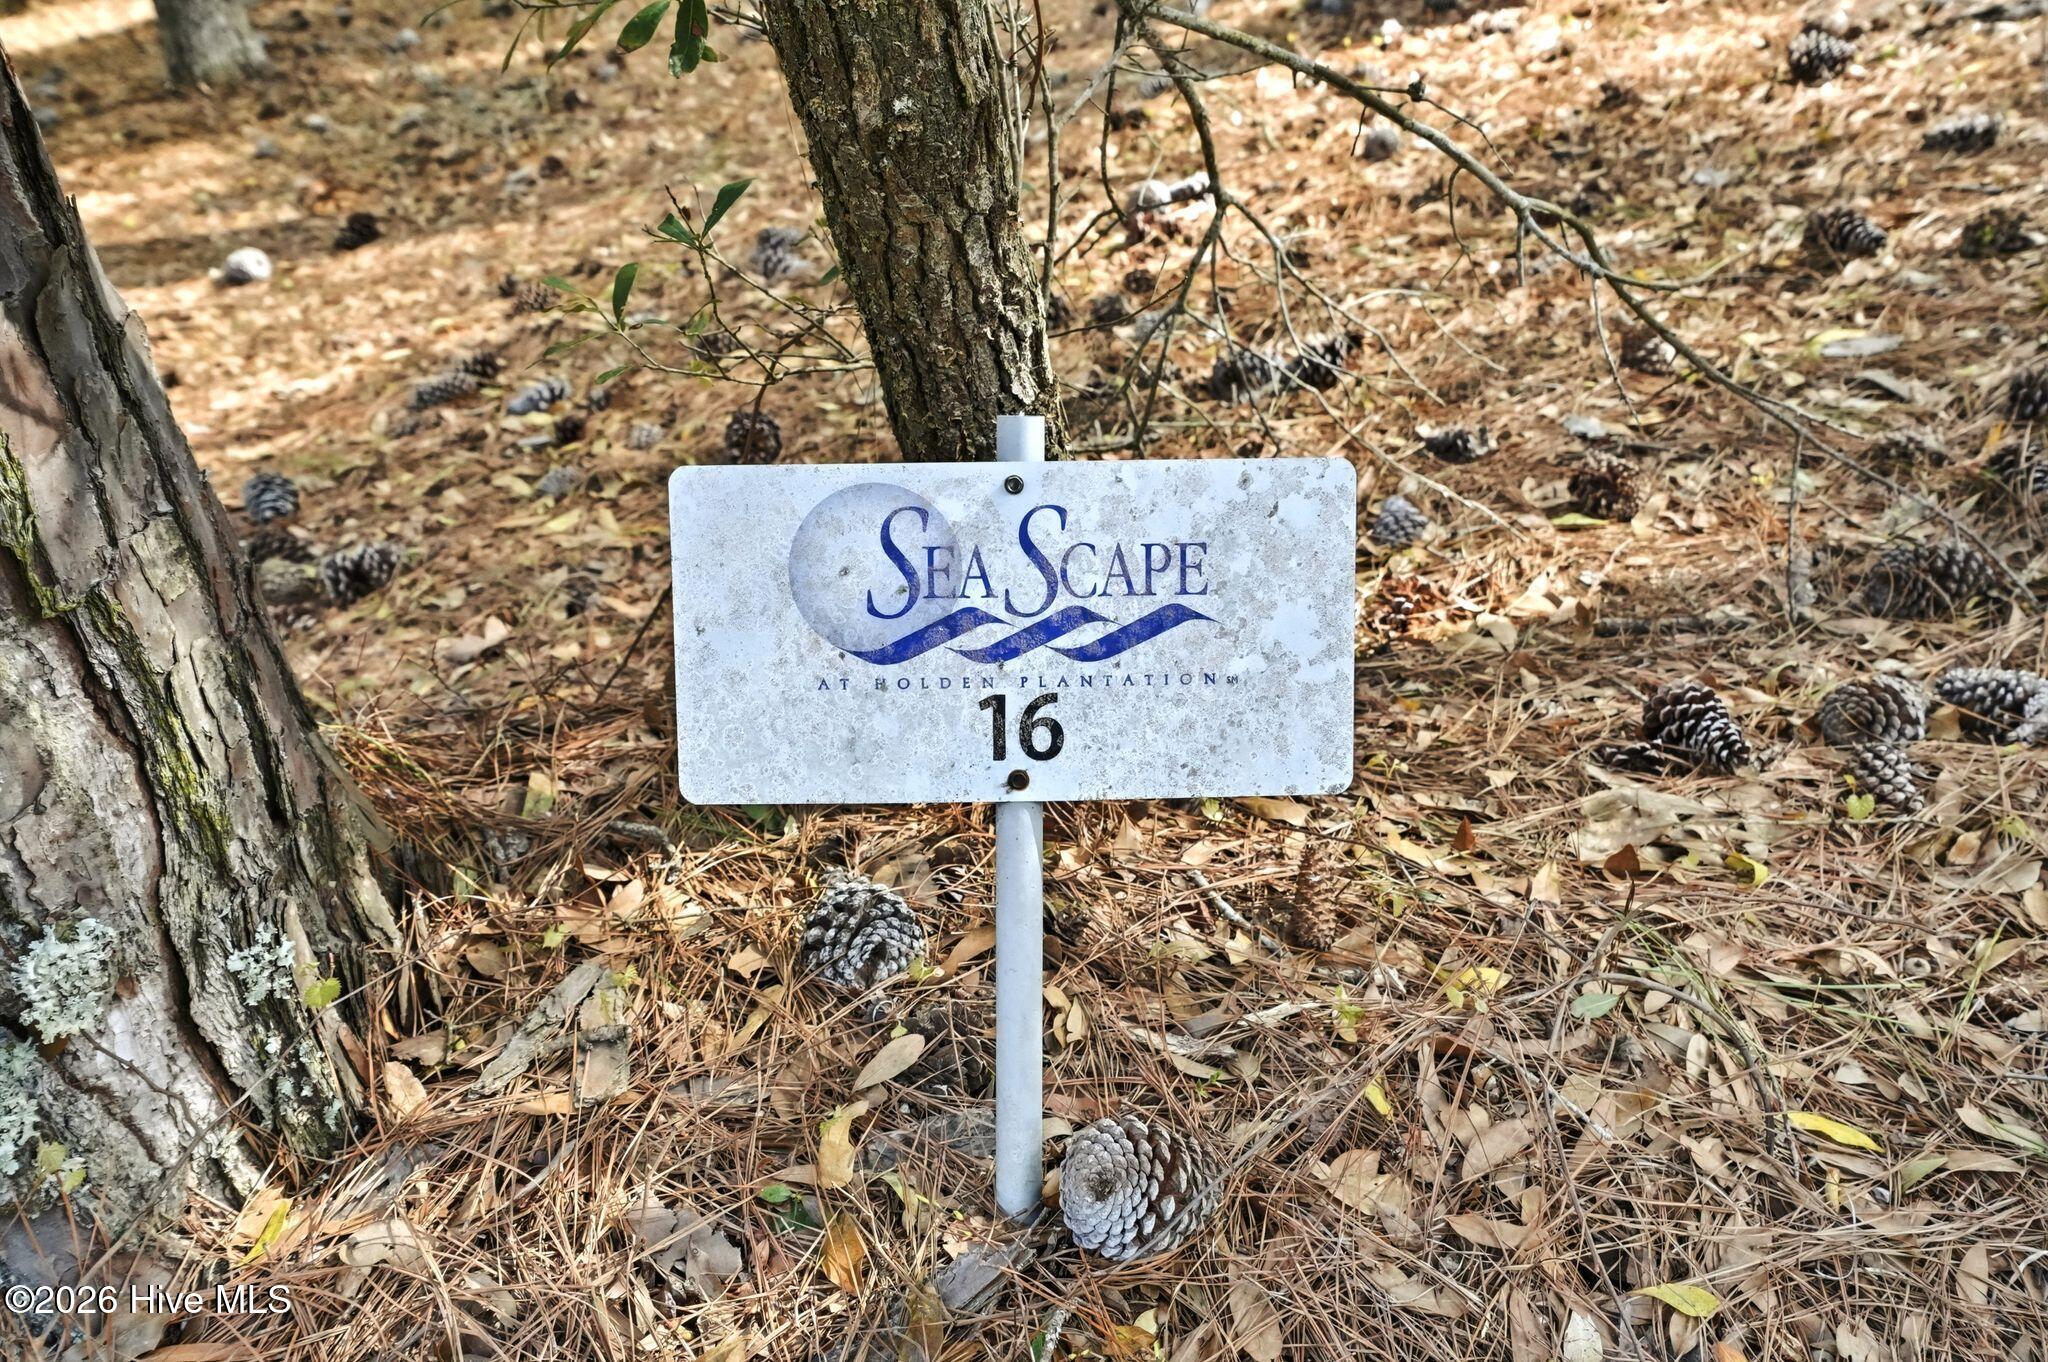 SEA SCAPE
AT HOLDEN PLANTATION SM
16
©2026 Hive MLS